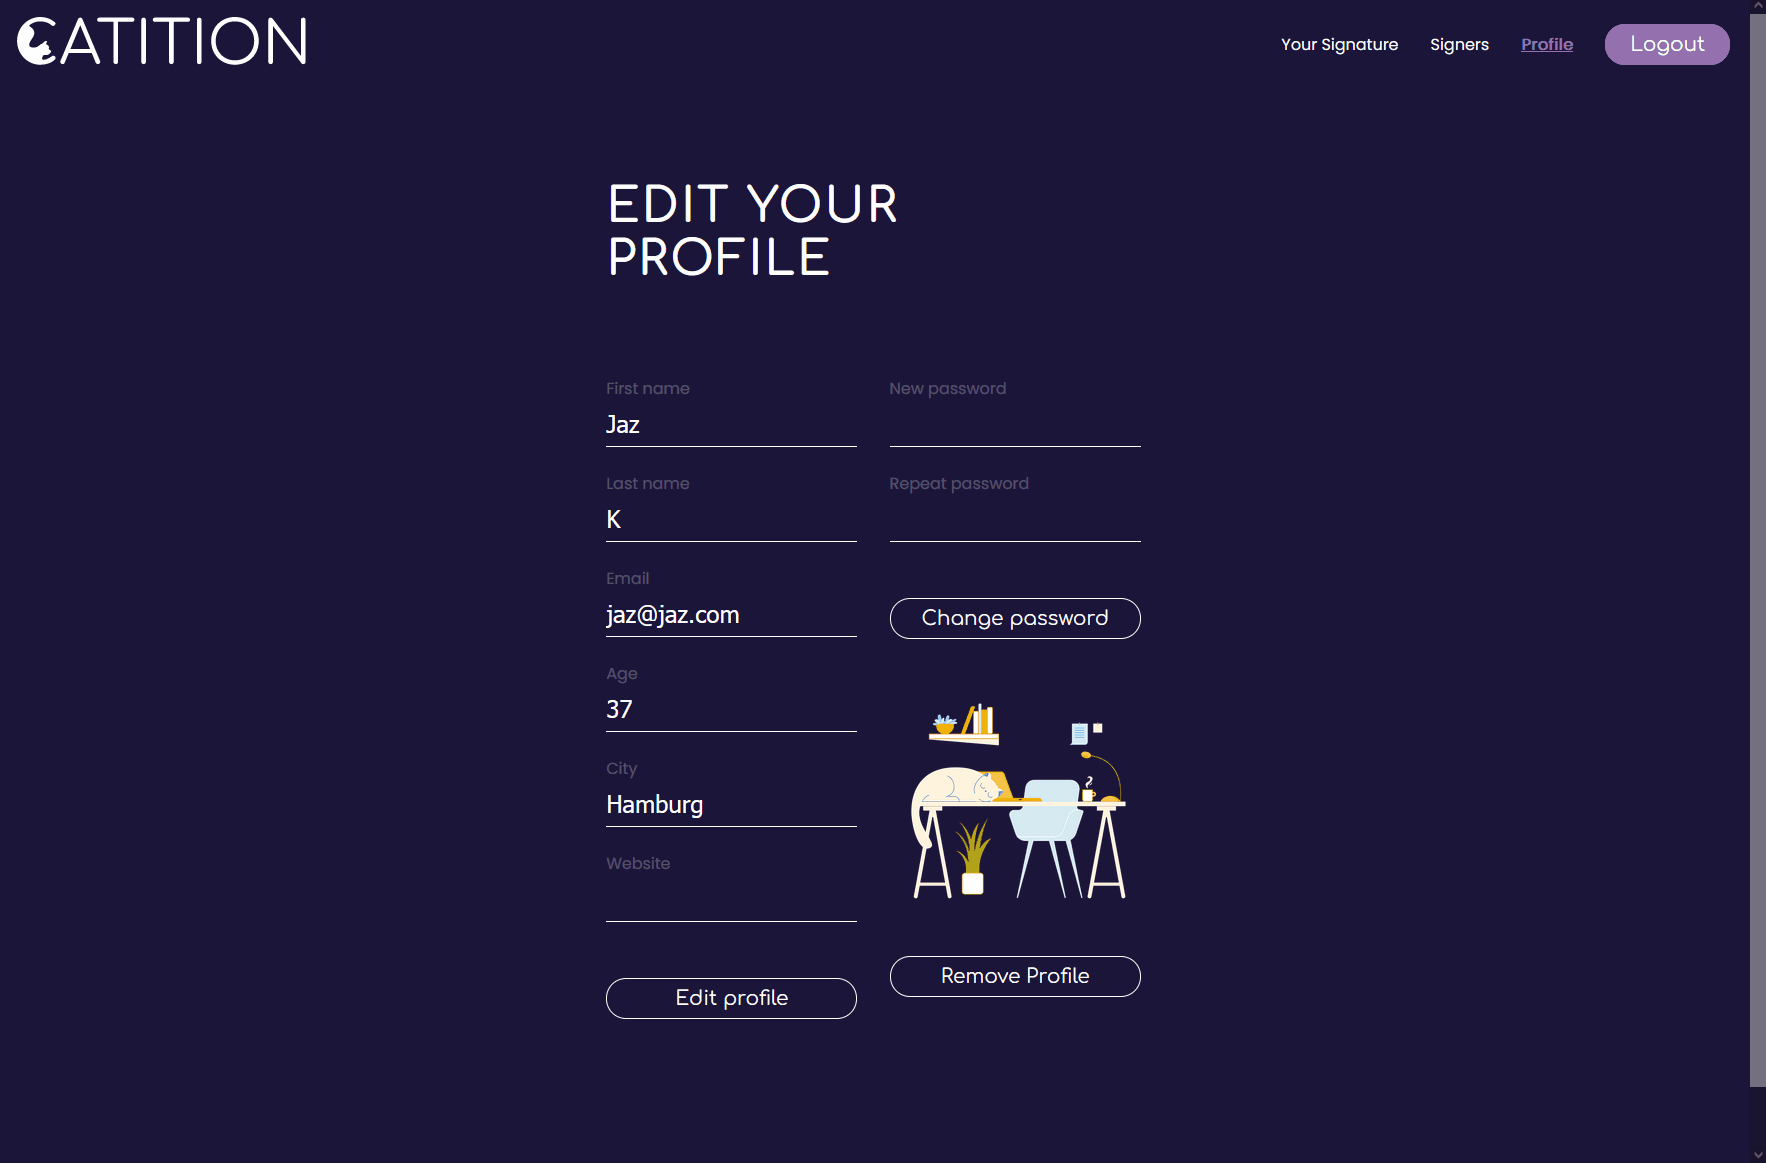 CATITION
Your Signature
Signers
Profile
Logout
EDIT YOUR
PROFILE
First name
Jaz
Last name
K
Email
jaz@jaz.com
Age
37
City
Hamburg
Website
Edit profile
New password
Repeat password
Change password
Remove Profile